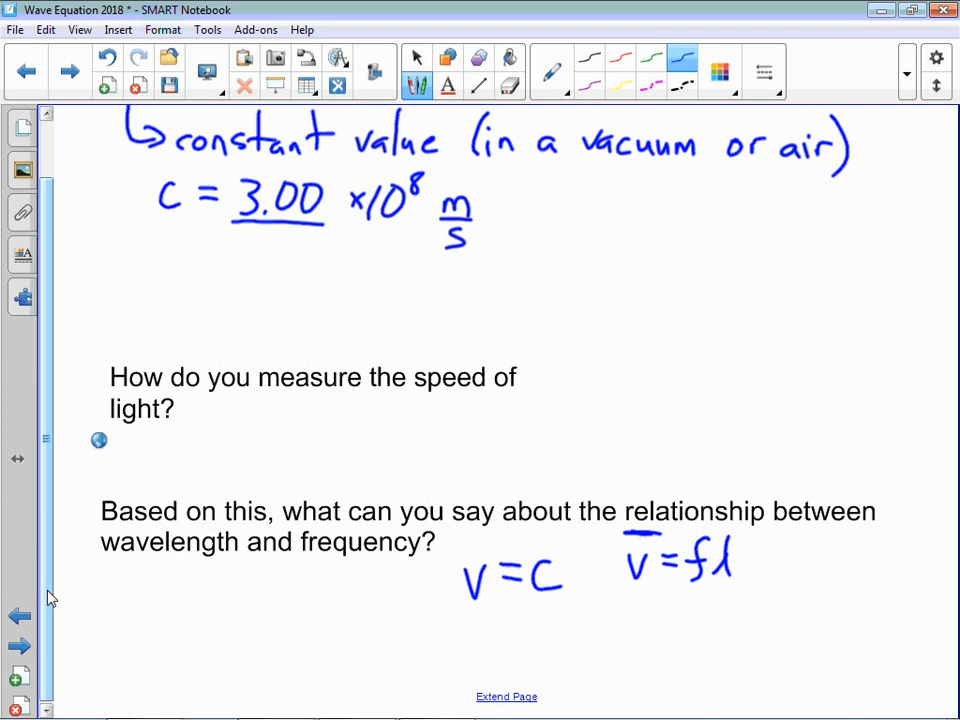 Wave Equation 2018 * - SMART Notebook
File Edit View Insert Format Tools Add-ons Help
constant value (in a vacuum or air)
c = 3.00 ×10⁸ m/s
How do you measure the speed of
light?
Based on this, what can you say about the relationship between
wavelength and frequency?
v = c v = fλ
Extend Page